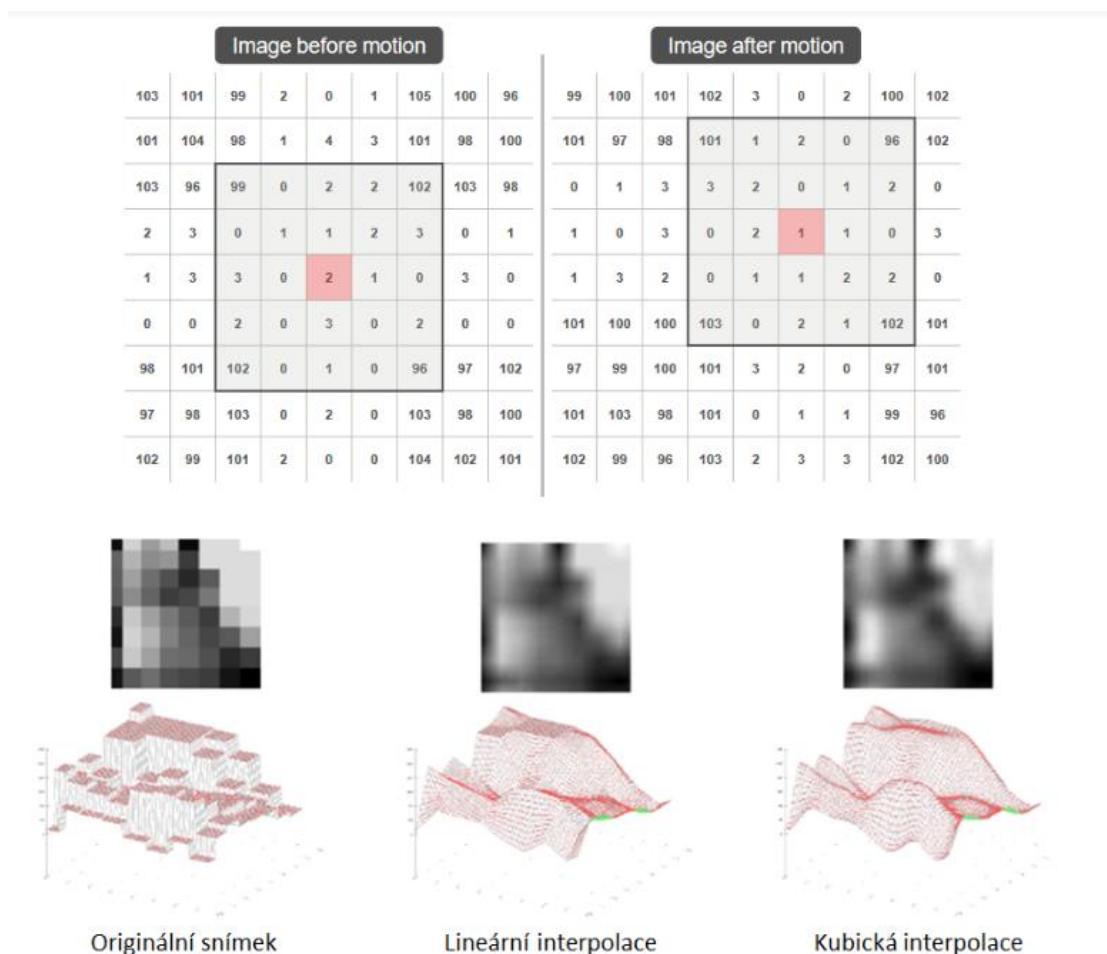 Image before motion Image after motion
103 101 99 2 0 1 105 100 96 99 100 101 102 3 0 2 100 102
101 104 98 1 4 3 101 98 100 101 97 98 101 1 2 0 96 102
103 96 99 0 2 2 102 103 98 0 1 3 3 2 0 1 2 0
2 3 0 1 1 2 3 0 1 1 0 3 0 2 1 1 0 3
1 3 3 0 2 1 0 3 0 1 3 2 0 1 1 2 2 0
0 0 2 0 3 0 2 0 0 101 100 100 103 0 2 1 102 101
98 101 102 0 1 0 96 97 102 97 99 100 101 3 2 0 97 101
97 98 103 0 2 0 103 98 100 101 103 98 101 0 1 1 99 96
102 99 101 2 0 0 104 102 101 102 99 96 103 2 3 3 102 100
Originální snímek Lineární interpolace Kubická interpolace